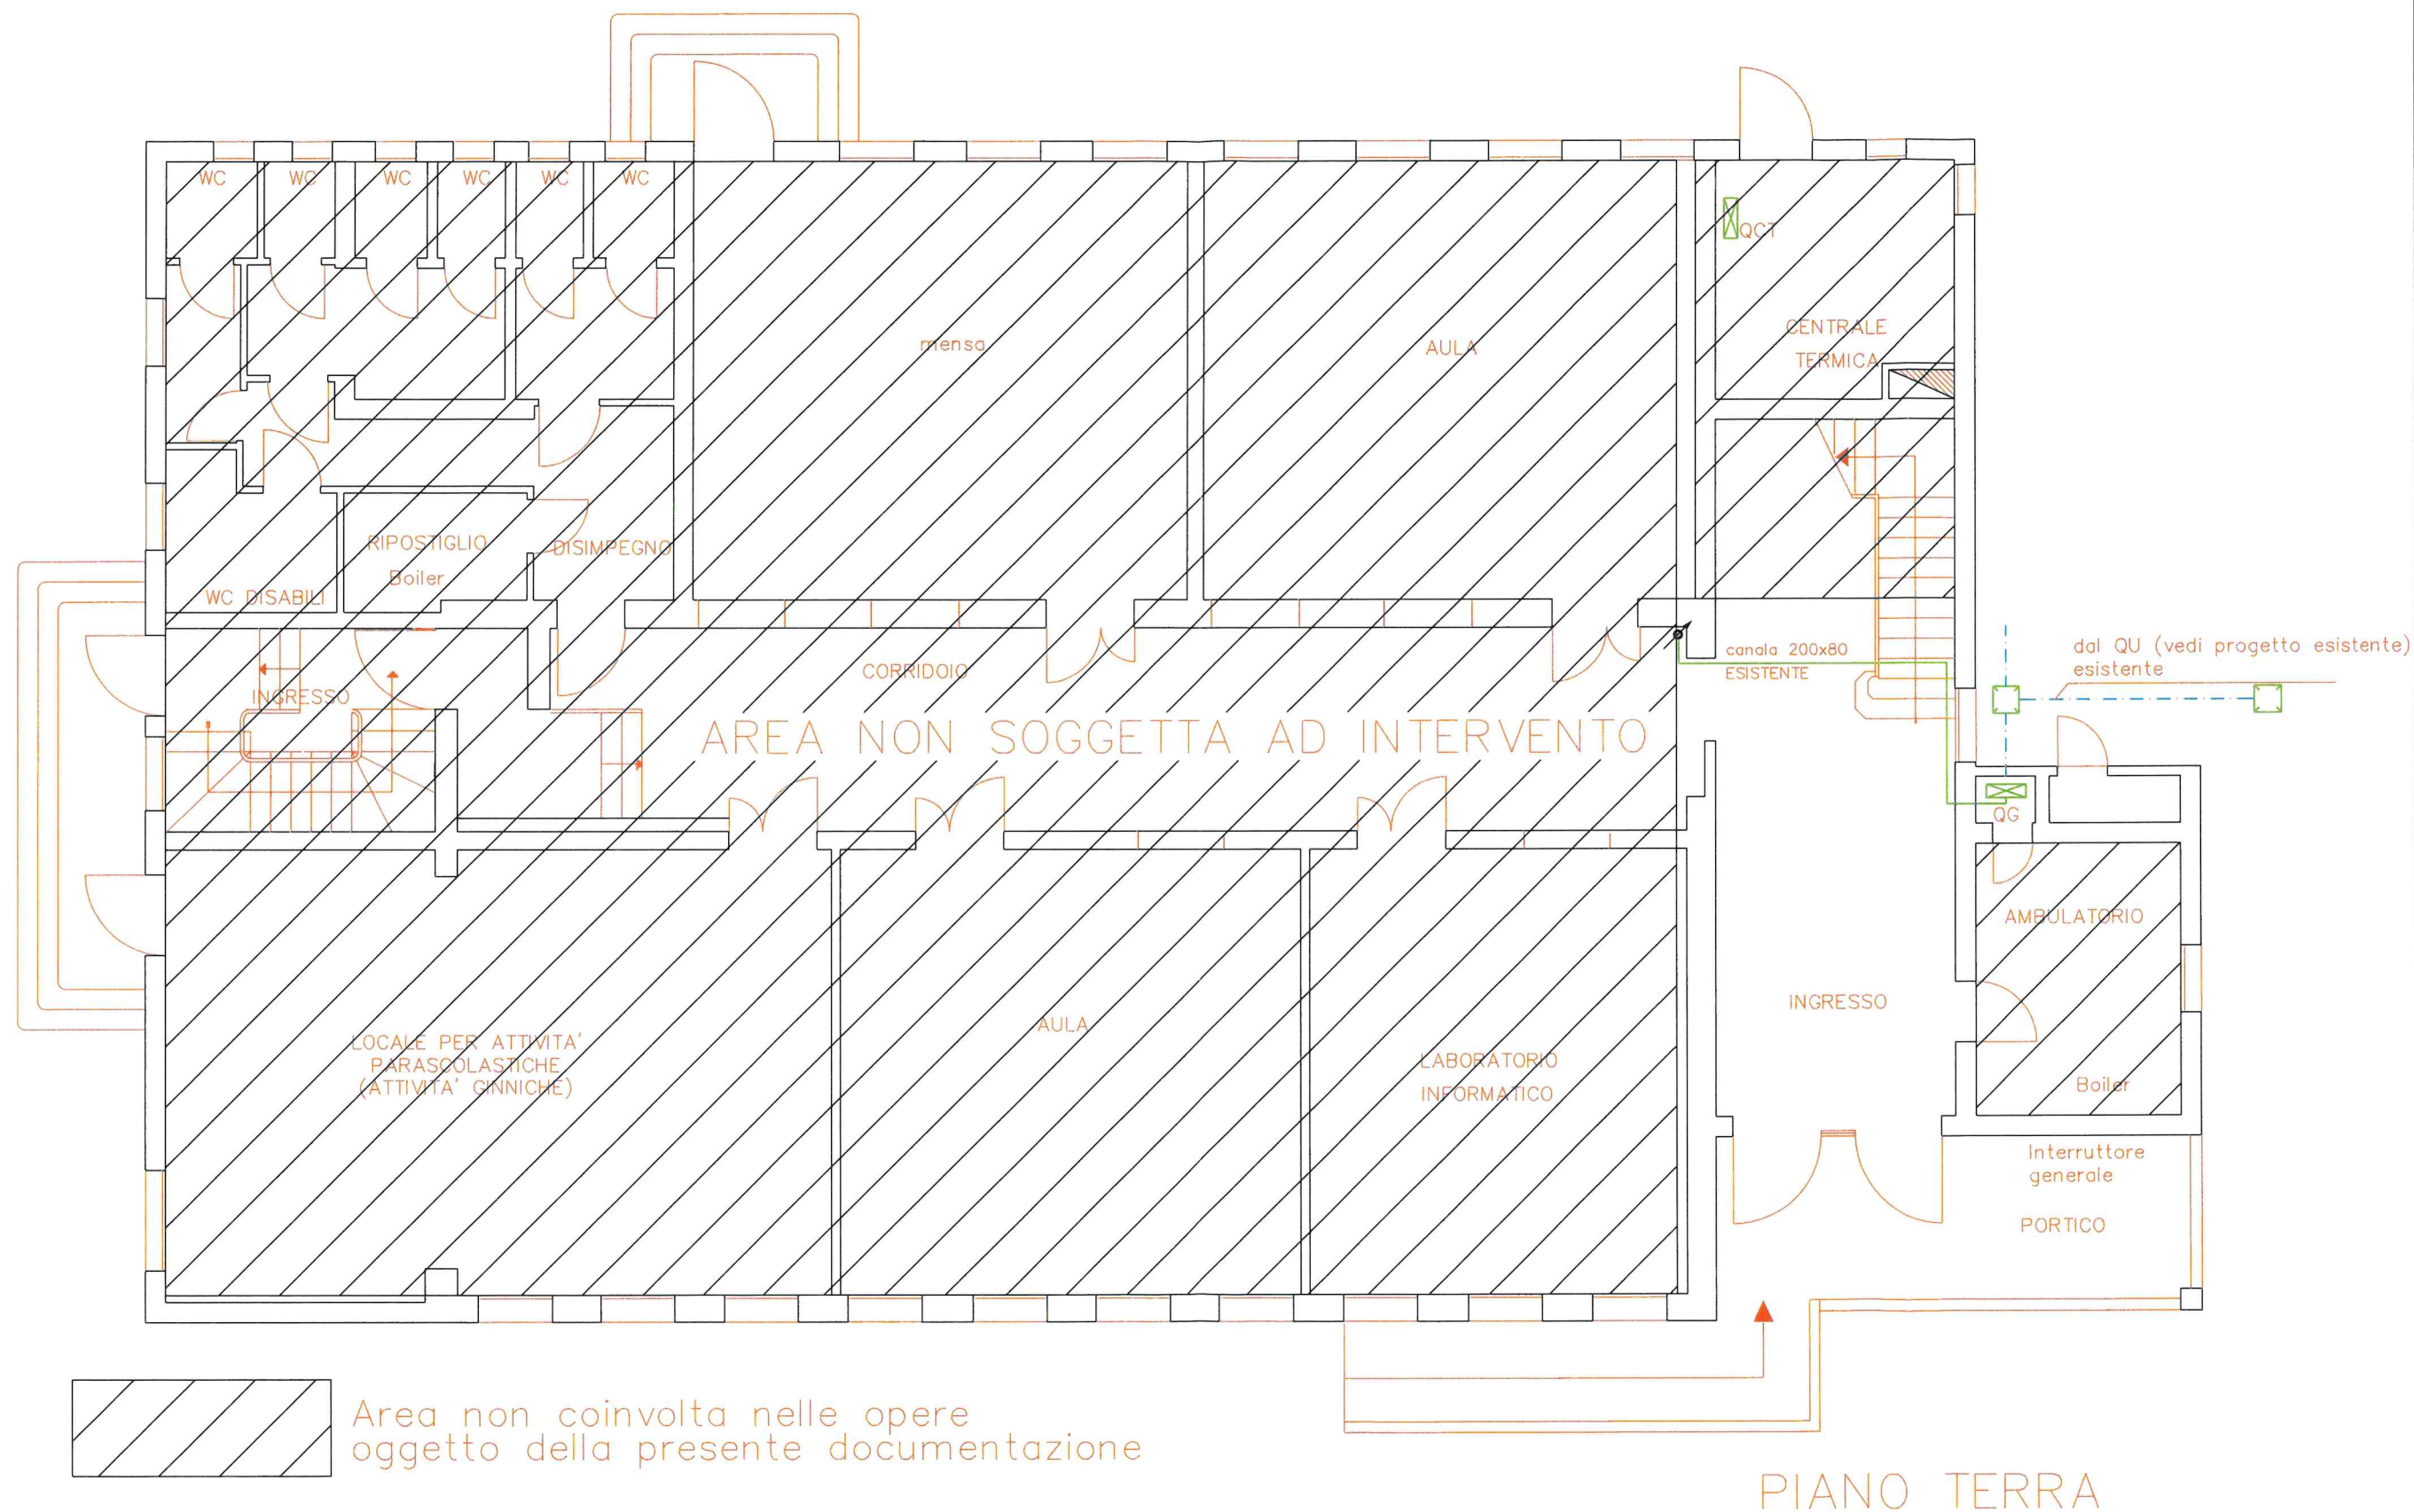 WC
WC
WC
WC
WC
WC
QCT
mensa
AULA
CENTRALE
TERMICA
RIPOSTIGLIO
Boiler
DISIMPEGNO
WC DISABILI
CORRIDOIO
canala 200x80
ESISTENTE
dal QU (vedi progetto esistente)
esistente
INGRESSO
AREA NON SOGGETTA AD INTERVENTO
QG
AMBULATORIO
INGRESSO
AULA
LOCALE PER ATTIVITA'
PARASCOLASTICHE
(ATTIVITA' GINNICHE)
LABORATORIO
INFORMATICO
Boiler
Interruttore
generale
PORTICO
Area non coinvolta nelle opere
oggetto della presente documentazione
PIANO TERRA